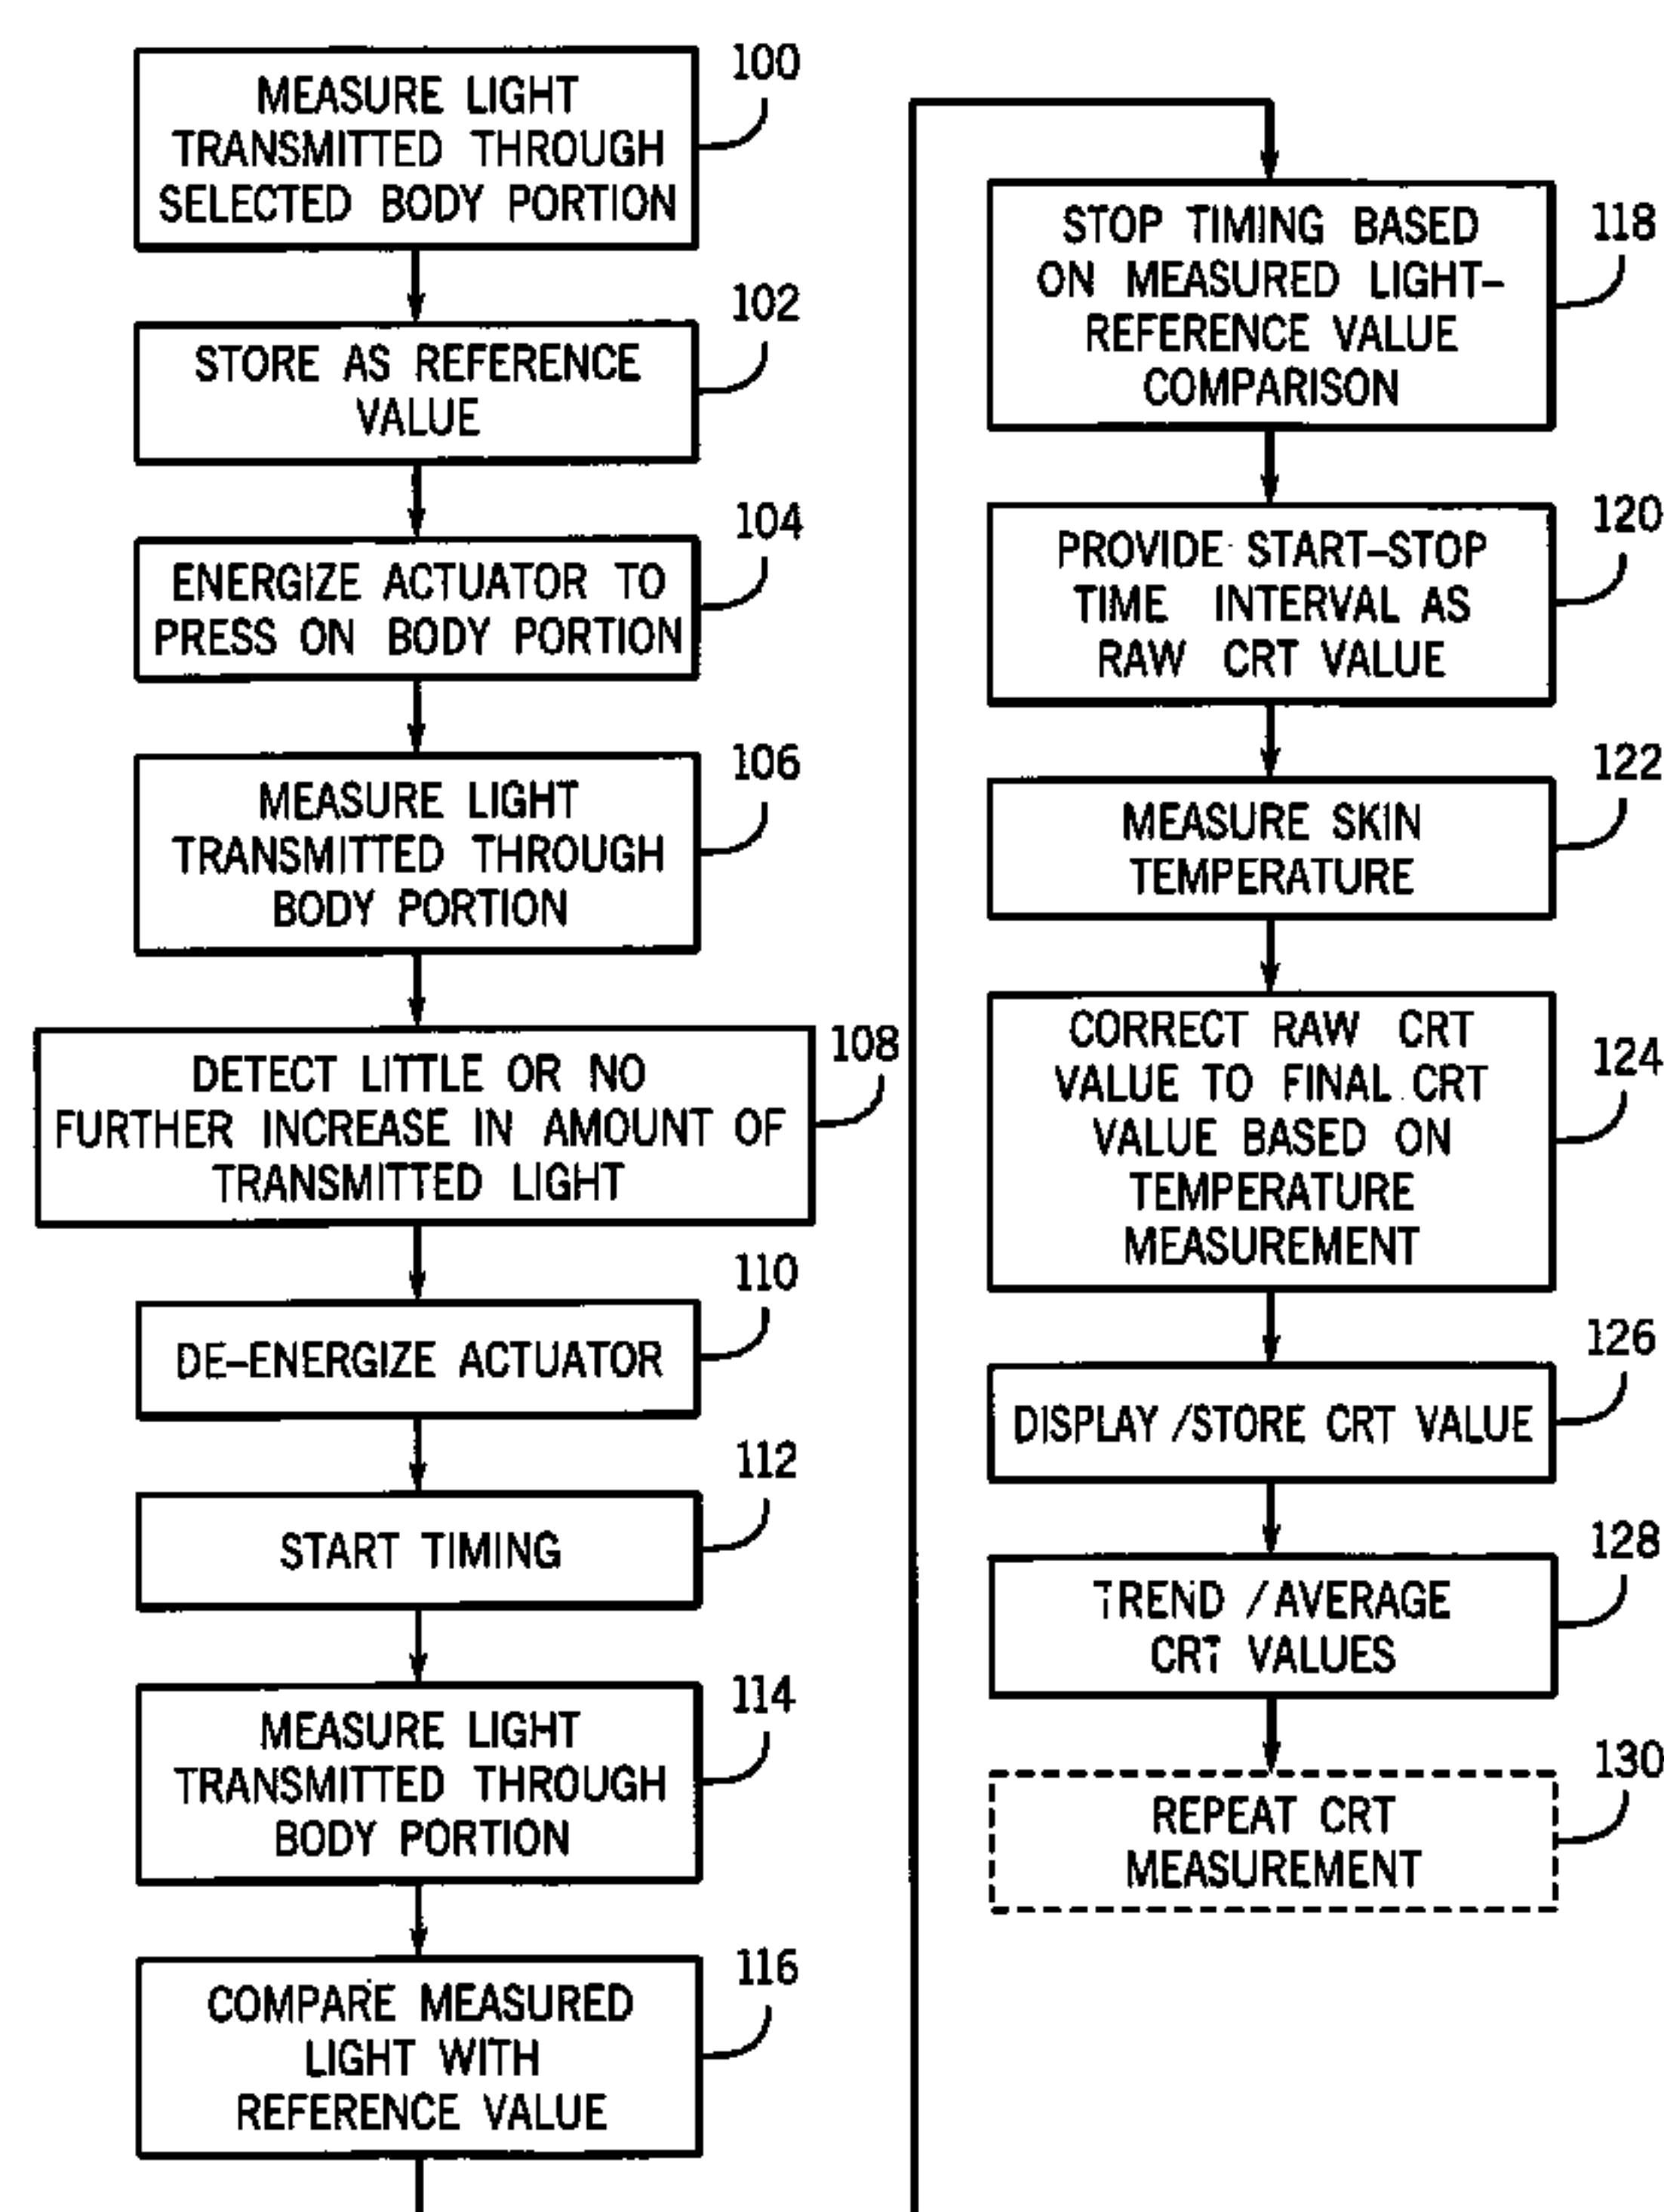 100
MEASURE LIGHT
TRANSMITTED THROUGH
SELECTED BODY PORTION
102
STORE AS REFERENCE
VALUE
104
ENERGIZE ACTUATOR TO
PRESS ON BODY PORTION
106
MEASURE LIGHT
TRANSMITTED THROUGH
BODY PORTION
108
DETECT LITTLE OR NO
FURTHER INCREASE IN AMOUNT OF
TRANSMITTED LIGHT
110
DE-ENERGIZE ACTUATOR
112
START TIMING
114
MEASURE LIGHT
TRANSMITTED THROUGH
BODY PORTION
116
COMPARE MEASURED
LIGHT WITH
REFERENCE VALUE
118
STOP TIMING BASED
ON MEASURED LIGHT-
REFERENCE VALUE
COMPARISON
120
PROVIDE START-STOP
TIME INTERVAL AS
RAW CRT VALUE
122
MEASURE SKIN
TEMPERATURE
124
CORRECT RAW CRT
VALUE TO FINAL CRT
VALUE BASED ON
TEMPERATURE
MEASUREMENT
126
DISPLAY /STORE CRT VALUE
128
TREND /AVERAGE
CRT VALUES
130
REPEAT CRT
MEASUREMENT